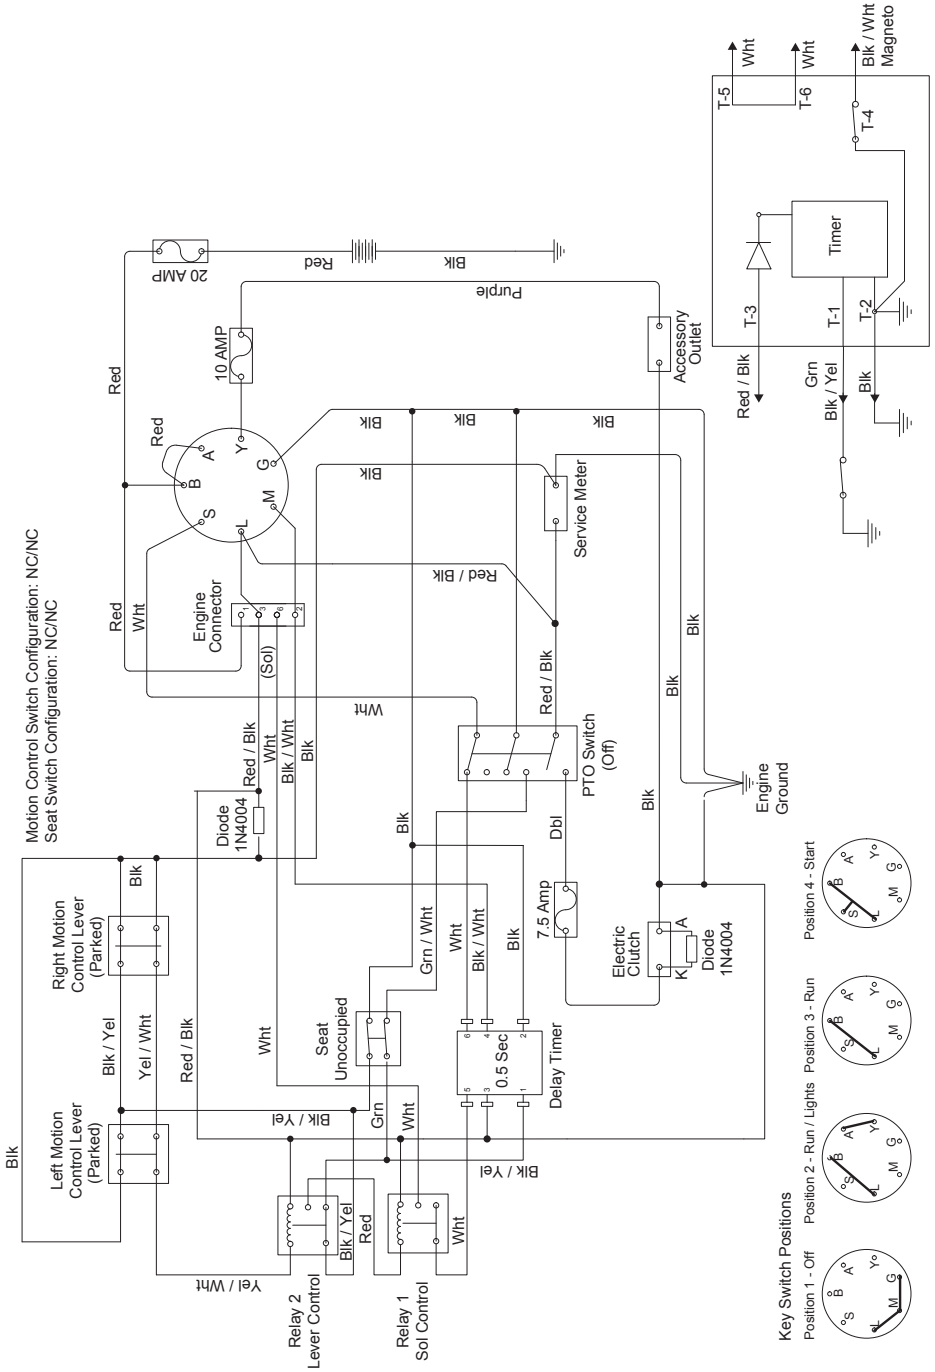 Motion Control Switch Configuration: NC/NC
Seat Switch Configuration: NC/NC
Blk
Left Motion
Control Lever
(Parked)
Blk / Yel
Yel / Wht
Right Motion
Control Lever
(Parked)
Blk
Red / Blk
Wht
Diode
1N4004
Red / Blk
Wht
Blk / Wht
Blk
(Sol)
Engine
Connector
1
3
6
2
Red
Wht
Red
Red
B
A
S
Y
L
G
M
20 AMP
Red
Blk
10 AMP
Purple
Accessory
Outlet
Blk
Blk
Blk
Blk
Red / Blk
Service Meter
Wht
Red / Blk
PTO Switch
(Off)
Blk
Blk
Blk
Blk
Engine
Ground
Dbl
7.5 Amp
Electric
Clutch
K
A
Diode
1N4004
Grn / Wht
Wht
Blk / Wht
Blk
Seat
Unoccupied
6
4
2
5
3
1
0.5 Sec
Delay Timer
Blk / Yel
Grn
Wht
Blk / Yel
Yel / Wht
Relay 2
Lever Control
Blk / Yel
Red
Relay 1
Sol Control
Wht
Key Switch Positions
Position 1 - Off
B
A
S
Y
L
G
M
Position 2 - Run / Lights
B
A
S
Y
L
G
M
Position 3 - Run
B
A
S
Y
L
G
M
Position 4 - Start
B
A
S
Y
L
G
M
Red / Blk
T-3
Grn
Blk / Yel
T-1
Blk
T-2
Timer
T-5
Wht
T-6
Wht
T-4
Blk / Wht
Magneto